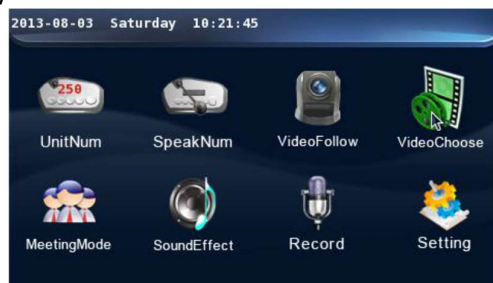 2013-08-03 Saturday 10:21:45
250
UnitNum SpeakNum VideoFollow VideoChoose
MeetingMode SoundEffect Record Setting